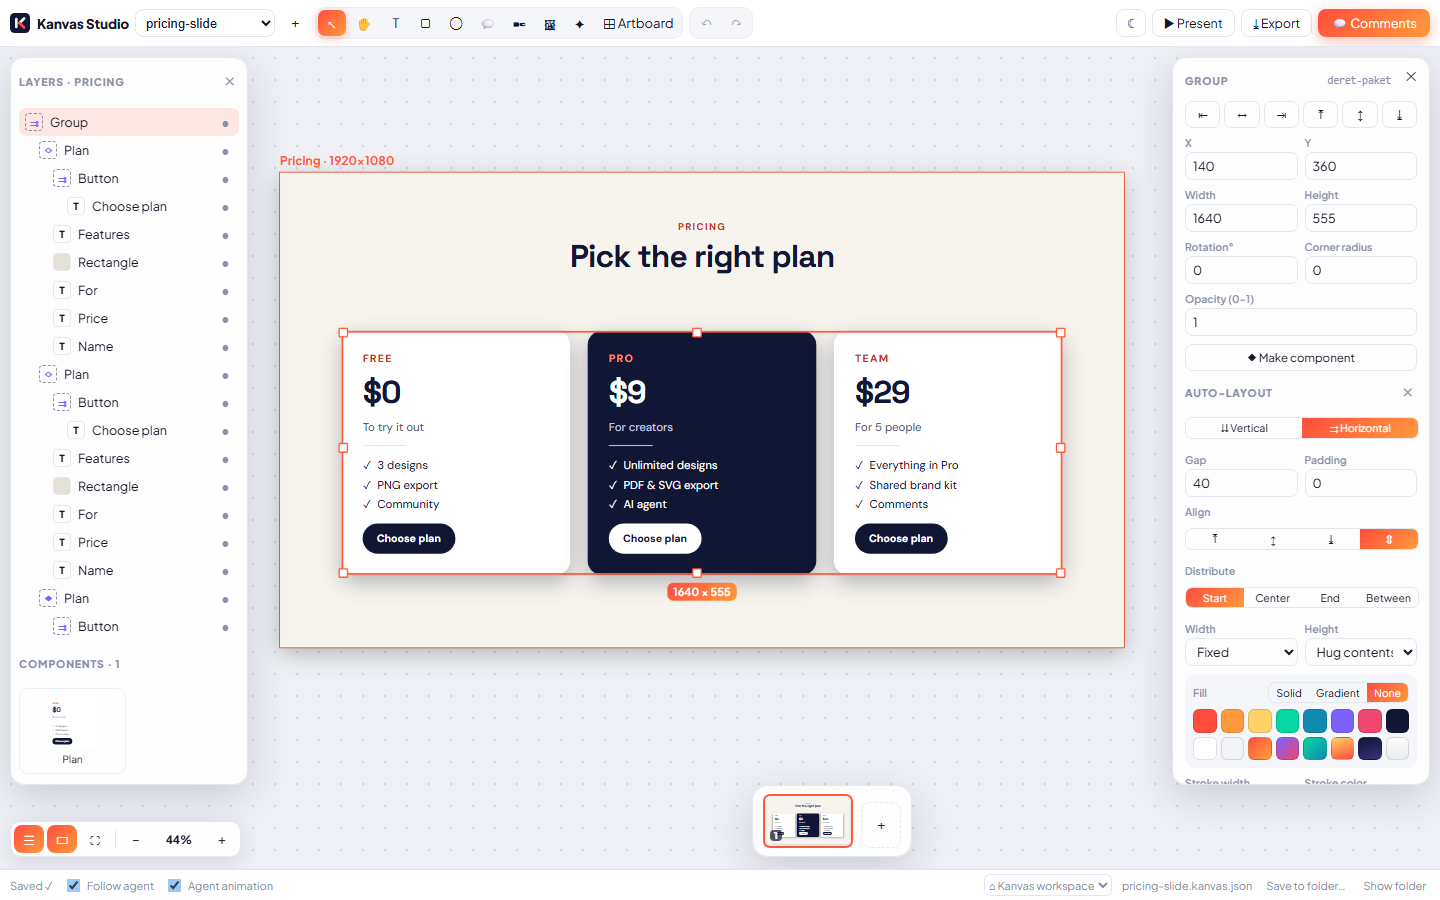 Kanvas Studio
pricing-slide
+
T
Artboard
Present
Export
Comments
LAYERS · PRICING
Group
Plan
Button
T Choose plan
T Features
Rectangle
T For
T Price
T Name
Plan
Button
T Choose plan
T Features
Rectangle
T For
T Price
T Name
Plan
Button
COMPONENTS · 1
Plan
44%
Pricing · 1920×1080
PRICING
Pick the right plan
FREE
$0
To try it out
✓ 3 designs
✓ PNG export
✓ Community
Choose plan
PRO
$9
For creators
✓ Unlimited designs
✓ PDF & SVG export
✓ AI agent
Choose plan
TEAM
$29
For 5 people
✓ Everything in Pro
✓ Shared brand kit
✓ Comments
Choose plan
1640 × 555
1
+
GROUP
deret-paket
X
Y
140
360
Width
Height
1640
555
Rotation°
Corner radius
0
0
Opacity (0–1)
1
Make component
AUTO-LAYOUT
Vertical
Horizontal
Gap
Padding
40
0
Align
Distribute
Start
Center
End
Between
Width
Height
Fixed
Hug contents
Fill
Solid
Gradient
None
Stroke width
Stroke color
Saved ✓
Follow agent
Agent animation
Kanvas workspace
pricing-slide.kanvas.json
Save to folder…
Show folder